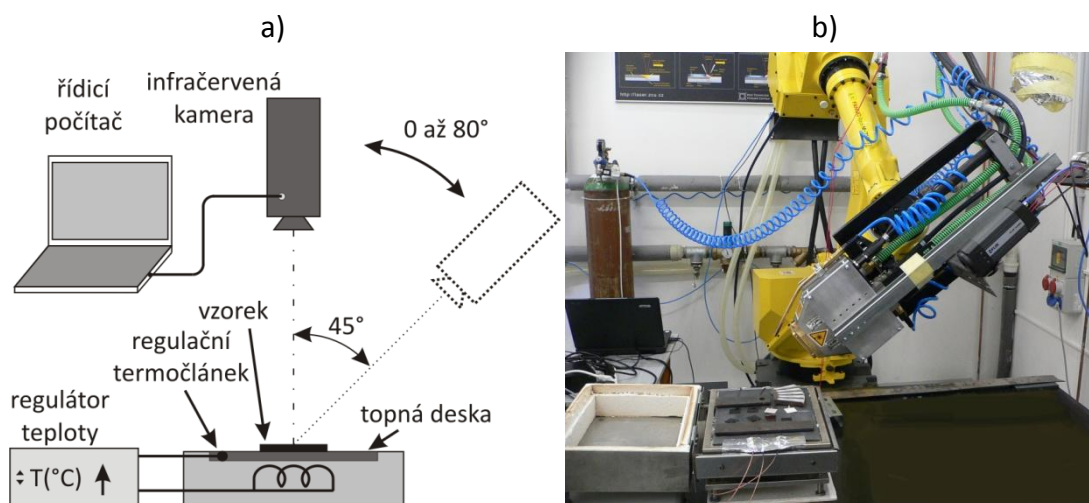 a)
b)
řídicí
počítač
infračervená
kamera
0 až 80°
vzorek
45°
regulační
termočlánek
regulátor
teploty
topná deska
T(°C)